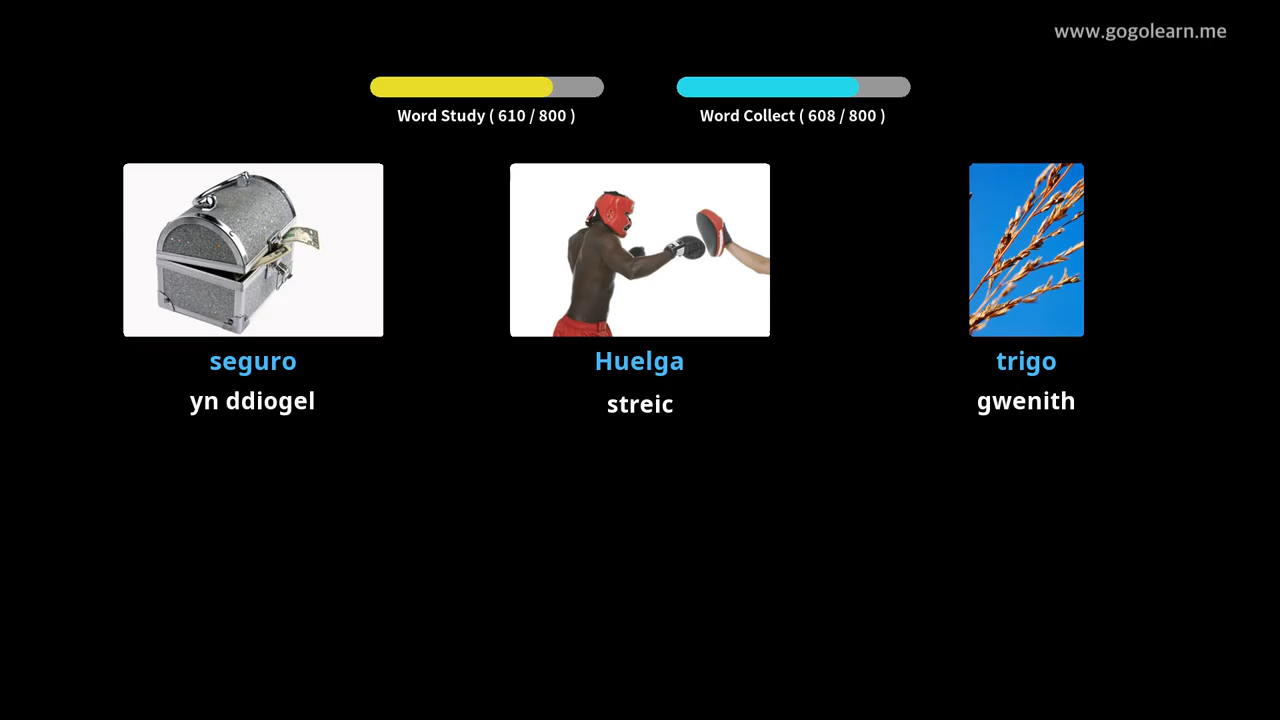 www.gogolearn.me
Word Study ( 610 / 800 )
Word Collect ( 608 / 800 )
seguro
yn ddiogel
Huelga
streic
trigo
gwenith